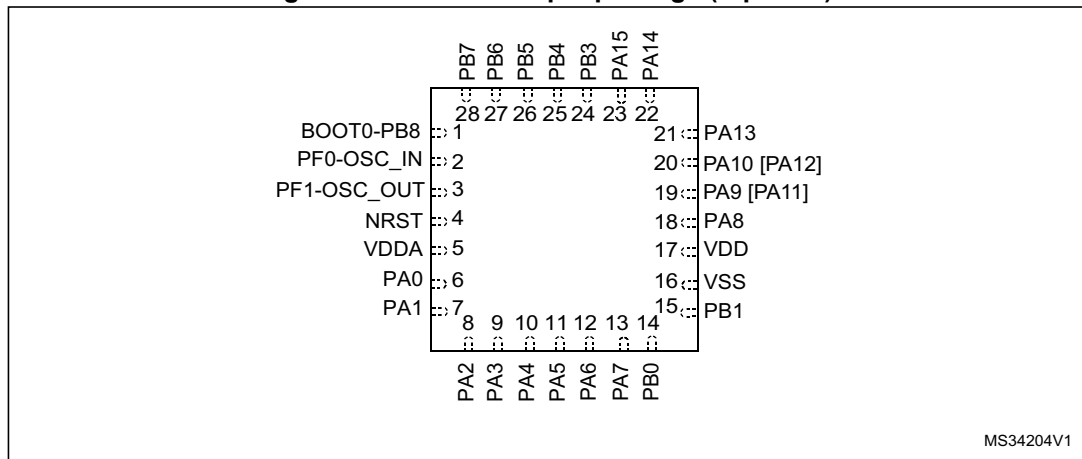 PB7
PB6
PB5
PB4
PB3
PA15
PA14
28 27 26 25 24 23 22
BOOT0-PB8 1
PF0-OSC_IN 2
PF1-OSC_OUT 3
NRST 4
VDDA 5
PA0 6
PA1 7
21 PA13
20 PA10 [PA12]
19 PA9 [PA11]
18 PA8
17 VDD
16 VSS
15 PB1
8 9 10 11 12 13 14
PA2
PA3
PA4
PA5
PA6
PA7
PB0
MS34204V1